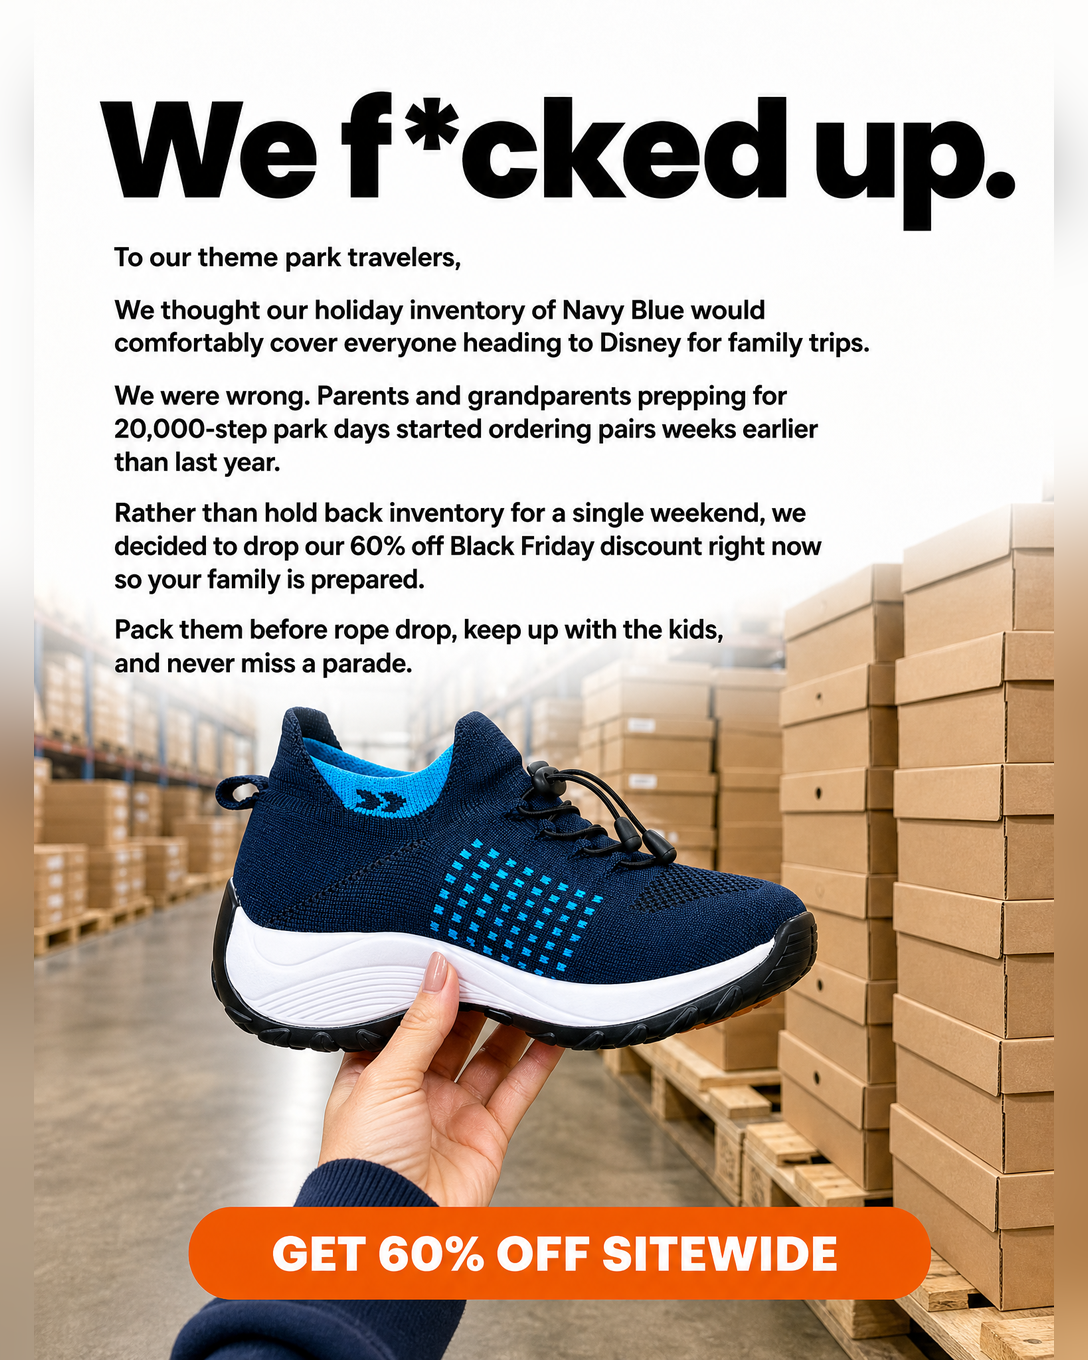 We f*cked up.
To our theme park travelers,
We thought our holiday inventory of Navy Blue would
comfortably cover everyone heading to Disney for family trips.
We were wrong. Parents and grandparents prepping for
20,000-step park days started ordering pairs weeks earlier
than last year.
Rather than hold back inventory for a single weekend, we
decided to drop our 60% off Black Friday discount right now
so your family is prepared.
Pack them before rope drop, keep up with the kids,
and never miss a parade.
GET 60% OFF SITEWIDE